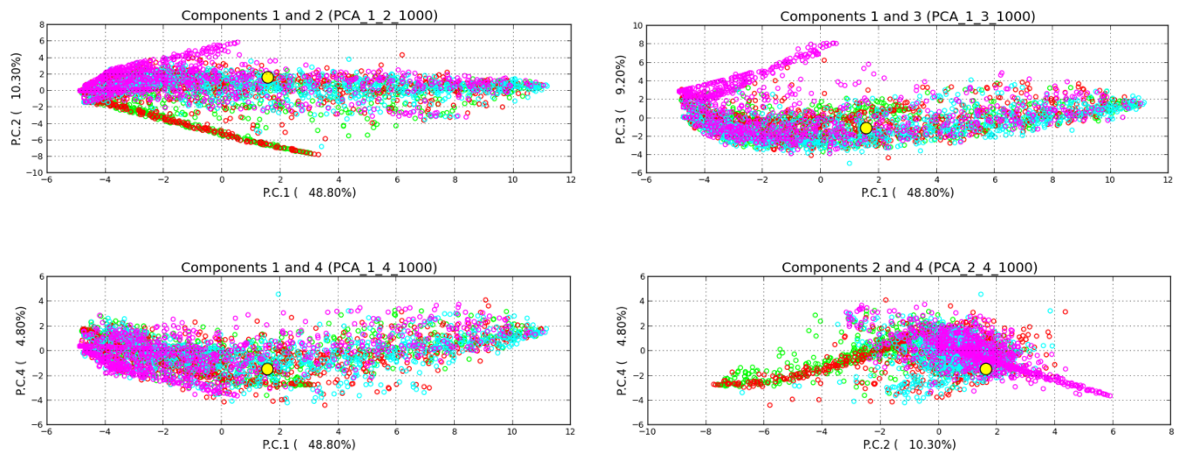 Components 1 and 2 (PCA_1_2_1000)
8
6
4
2
0
−2
−4
−6
−8
−10
P.C.2 ( 10.30%)
−6 −4 −2 0 2 4 6 8 10 12
P.C.1 ( 48.80%)
Components 1 and 3 (PCA_1_3_1000)
10
8
6
4
2
0
−2
−4
−6
P.C.3 ( 9.20%)
−6 −4 −2 0 2 4 6 8 10 12
P.C.1 ( 48.80%)
Components 1 and 4 (PCA_1_4_1000)
6
4
2
0
−2
−4
−6
P.C.4 ( 4.80%)
−6 −4 −2 0 2 4 6 8 10 12
P.C.1 ( 48.80%)
Components 2 and 4 (PCA_2_4_1000)
6
4
2
0
−2
−4
−6
P.C.4 ( 4.80%)
−10 −8 −6 −4 −2 0 2 4 6 8
P.C.2 ( 10.30%)